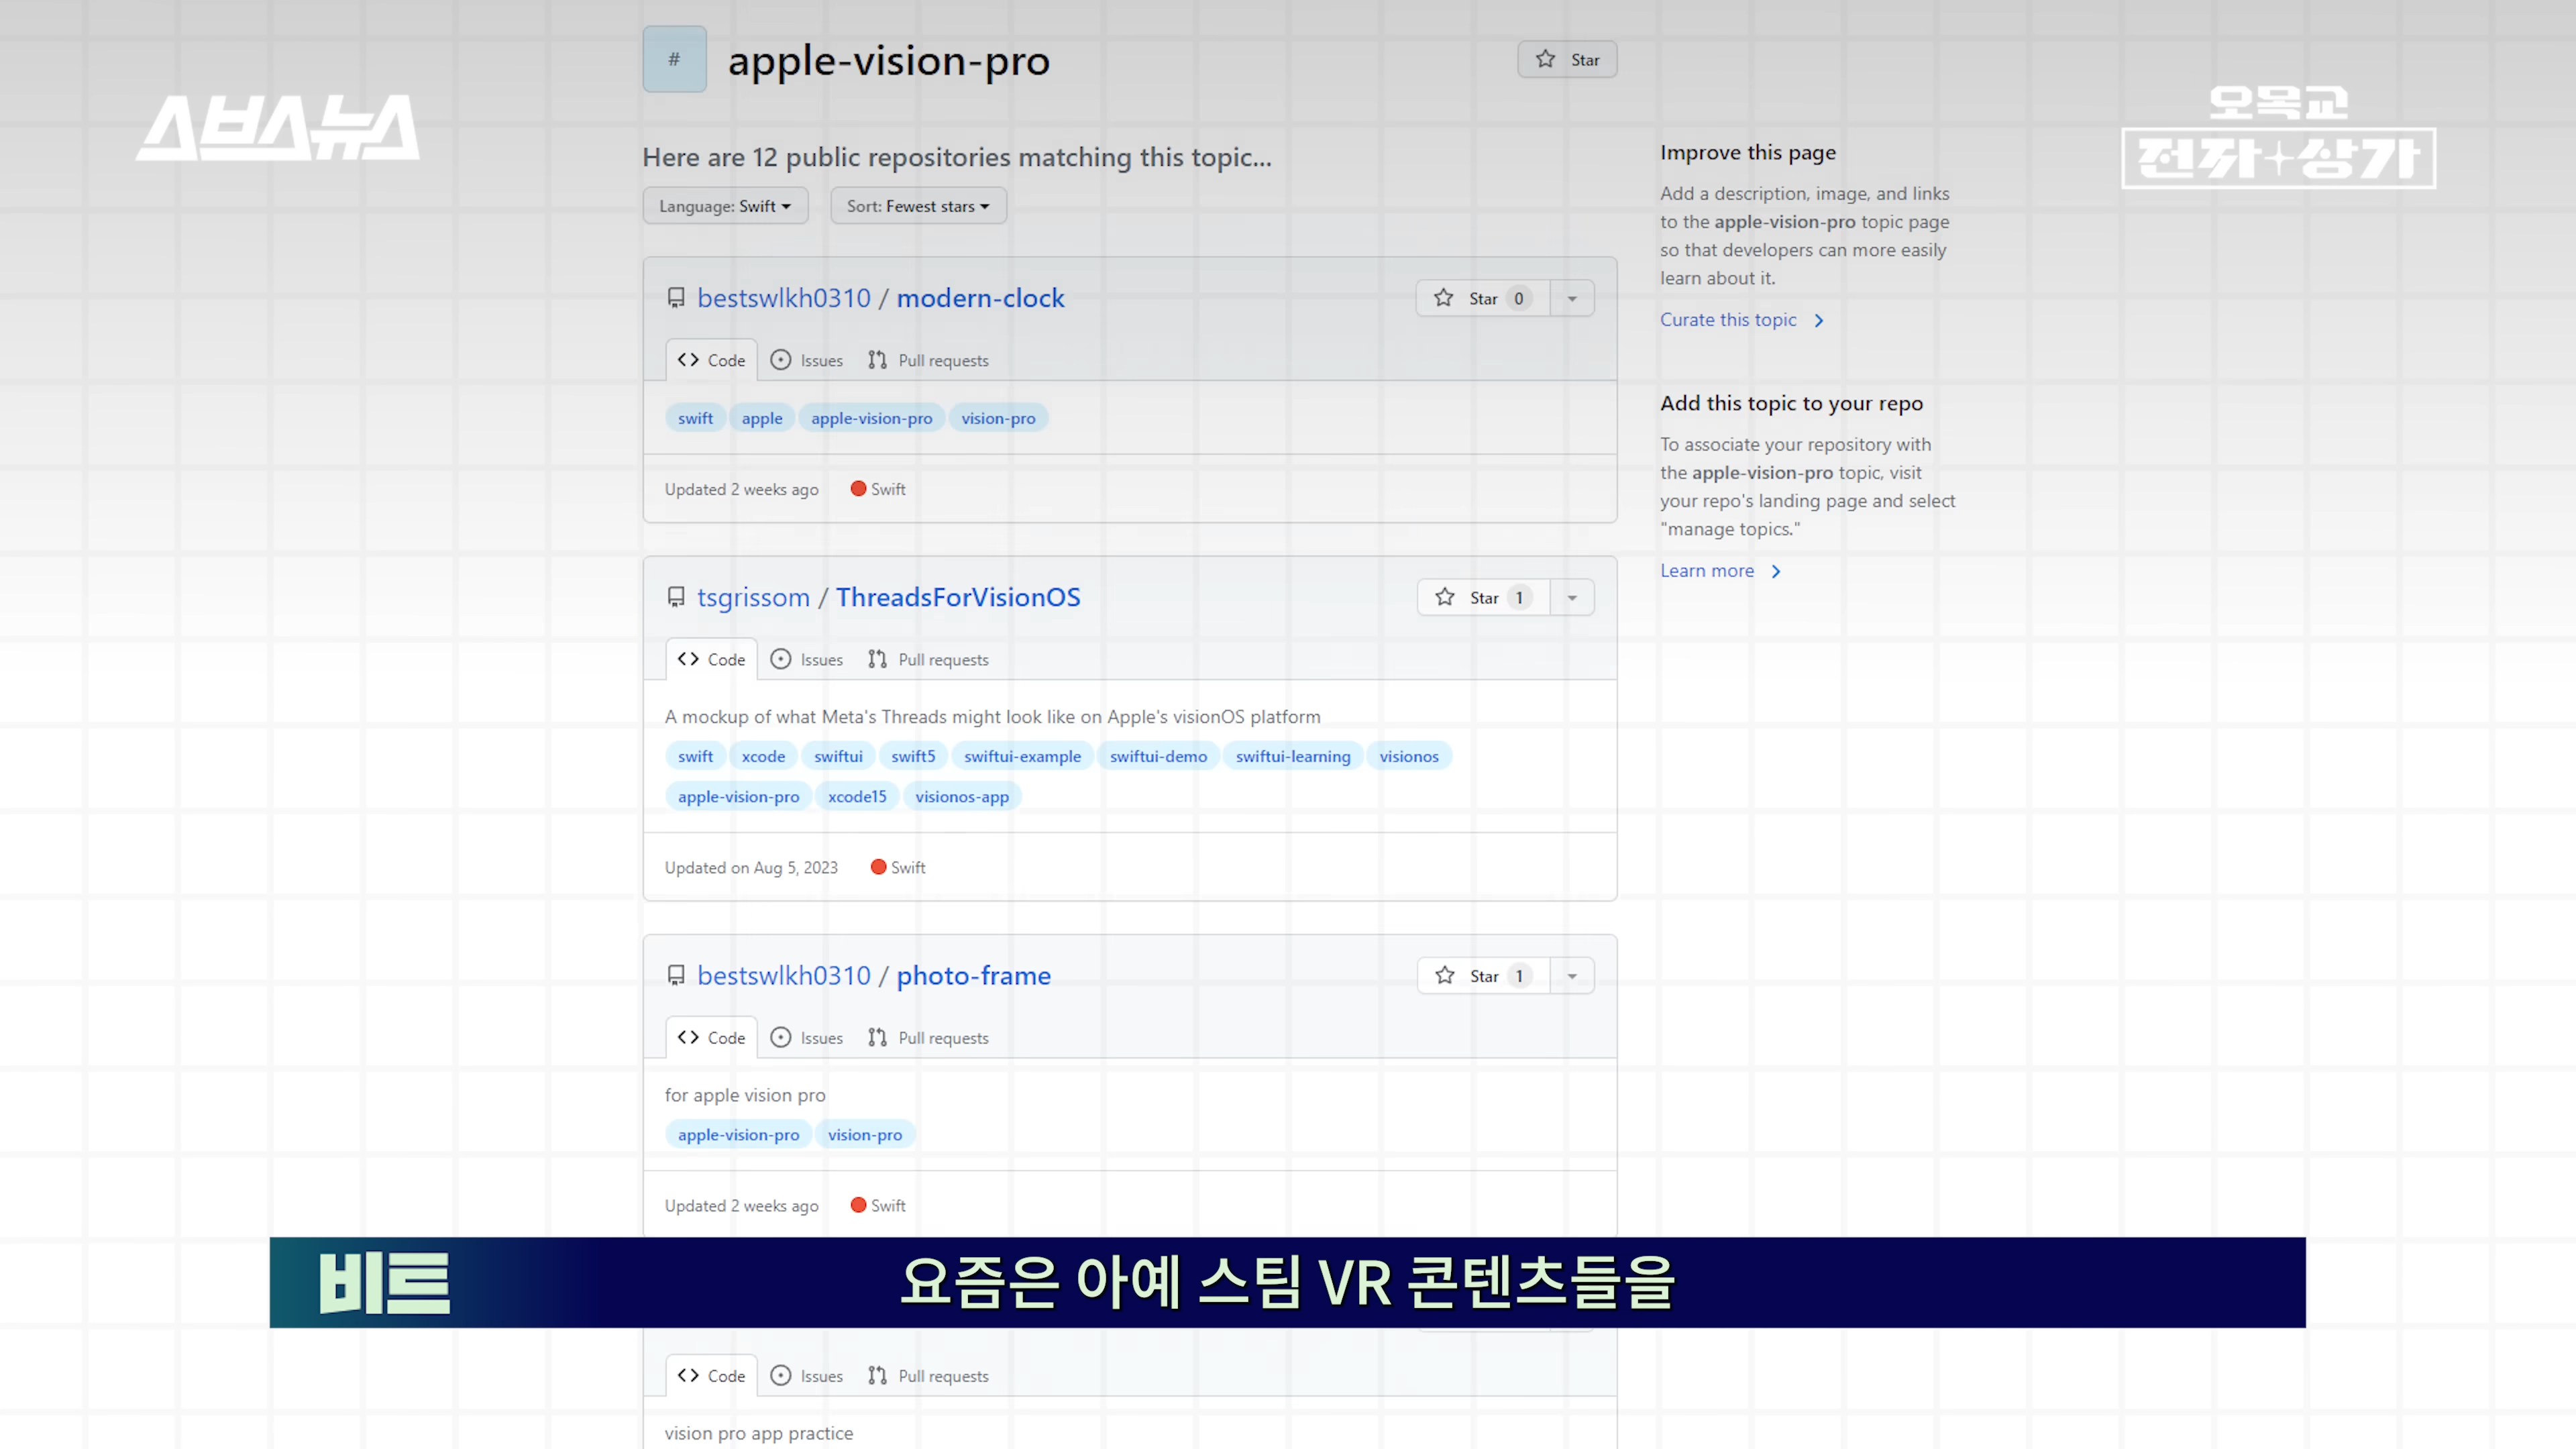 스브스뉴스
오목교
전자상가
# apple-vision-pro
Star
Here are 12 public repositories matching this topic...
Language: Swift
Sort: Fewest stars
bestswlkh0310 / modern-clock
Star 0
Code Issues Pull requests
swift apple apple-vision-pro vision-pro
Updated 2 weeks ago Swift
tsgrissom / ThreadsForVisionOS
Star 1
Code Issues Pull requests
A mockup of what Meta's Threads might look like on Apple's visionOS platform
swift xcode swiftui swift5 swiftui-example swiftui-demo swiftui-learning visionos
apple-vision-pro xcode15 visionos-app
Updated on Aug 5, 2023 Swift
bestswlkh0310 / photo-frame
Star 1
Code Issues Pull requests
for apple vision pro
apple-vision-pro vision-pro
Updated 2 weeks ago Swift
Improve this page
Add a description, image, and links
to the apple-vision-pro topic page
so that developers can more easily
learn about it.
Curate this topic
Add this topic to your repo
To associate your repository with
the apple-vision-pro topic, visit
your repo's landing page and select
"manage topics."
Learn more
비트
요즘은 아예 스팀 VR 콘텐츠들을
Code Issues Pull requests
vision pro app practice